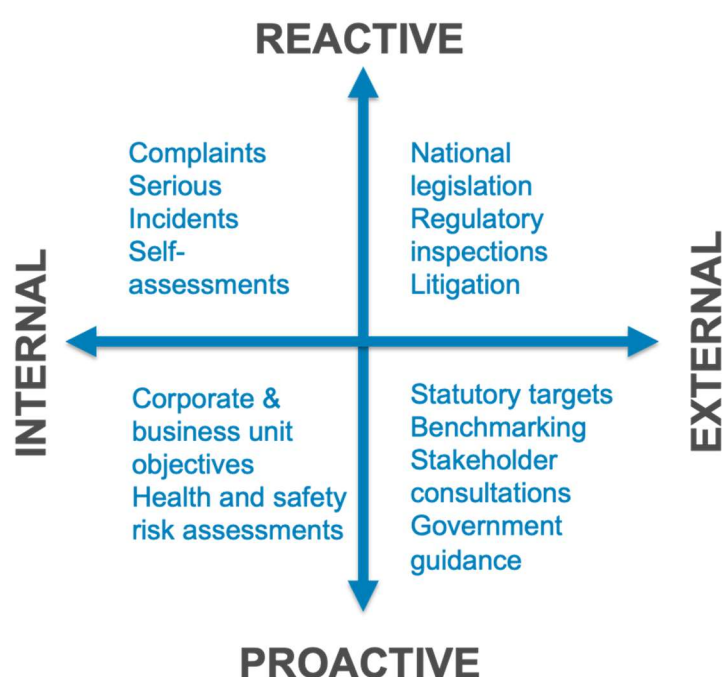 REACTIVE
Complaints
Serious
Incidents
Self-
assessments
National
legislation
Regulatory
inspections
Litigation
INTERNAL
EXTERNAL
Corporate &
business unit
objectives
Health and safety
risk assessments
Statutory targets
Benchmarking
Stakeholder
consultations
Government
guidance
PROACTIVE